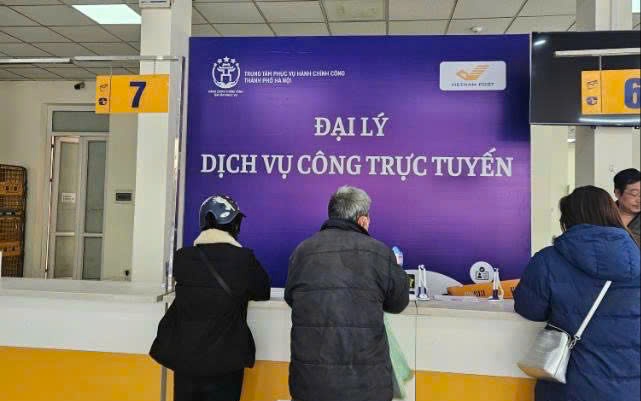 TRUNG TÂM PHỤC VỤ HÀNH CHÍNH CÔNG
THÀNH PHỐ HÀ NỘI
VIETNAM POST
7
6
ĐẠI LÝ
DỊCH VỤ CÔNG TRỰC TUYẾN